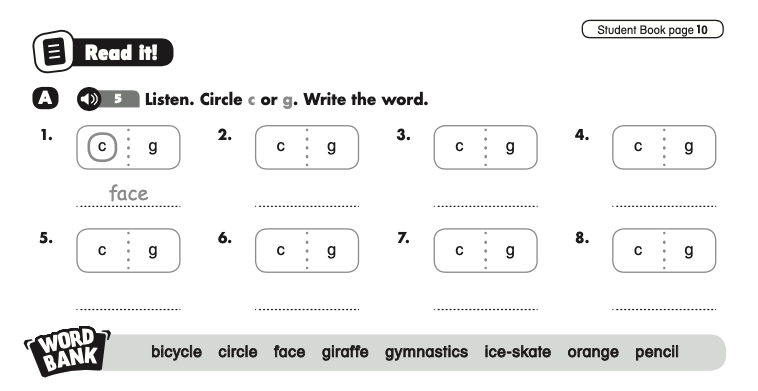 Student Book page 10
Read it!
A 5 Listen. Circle c or g. Write the word.
1. c g 2. c g 3. c g 4. c g
face
5. c g 6. c g 7. c g 8. c g
WORD BANK
bicycle circle face giraffe gymnastics ice-skate orange pencil